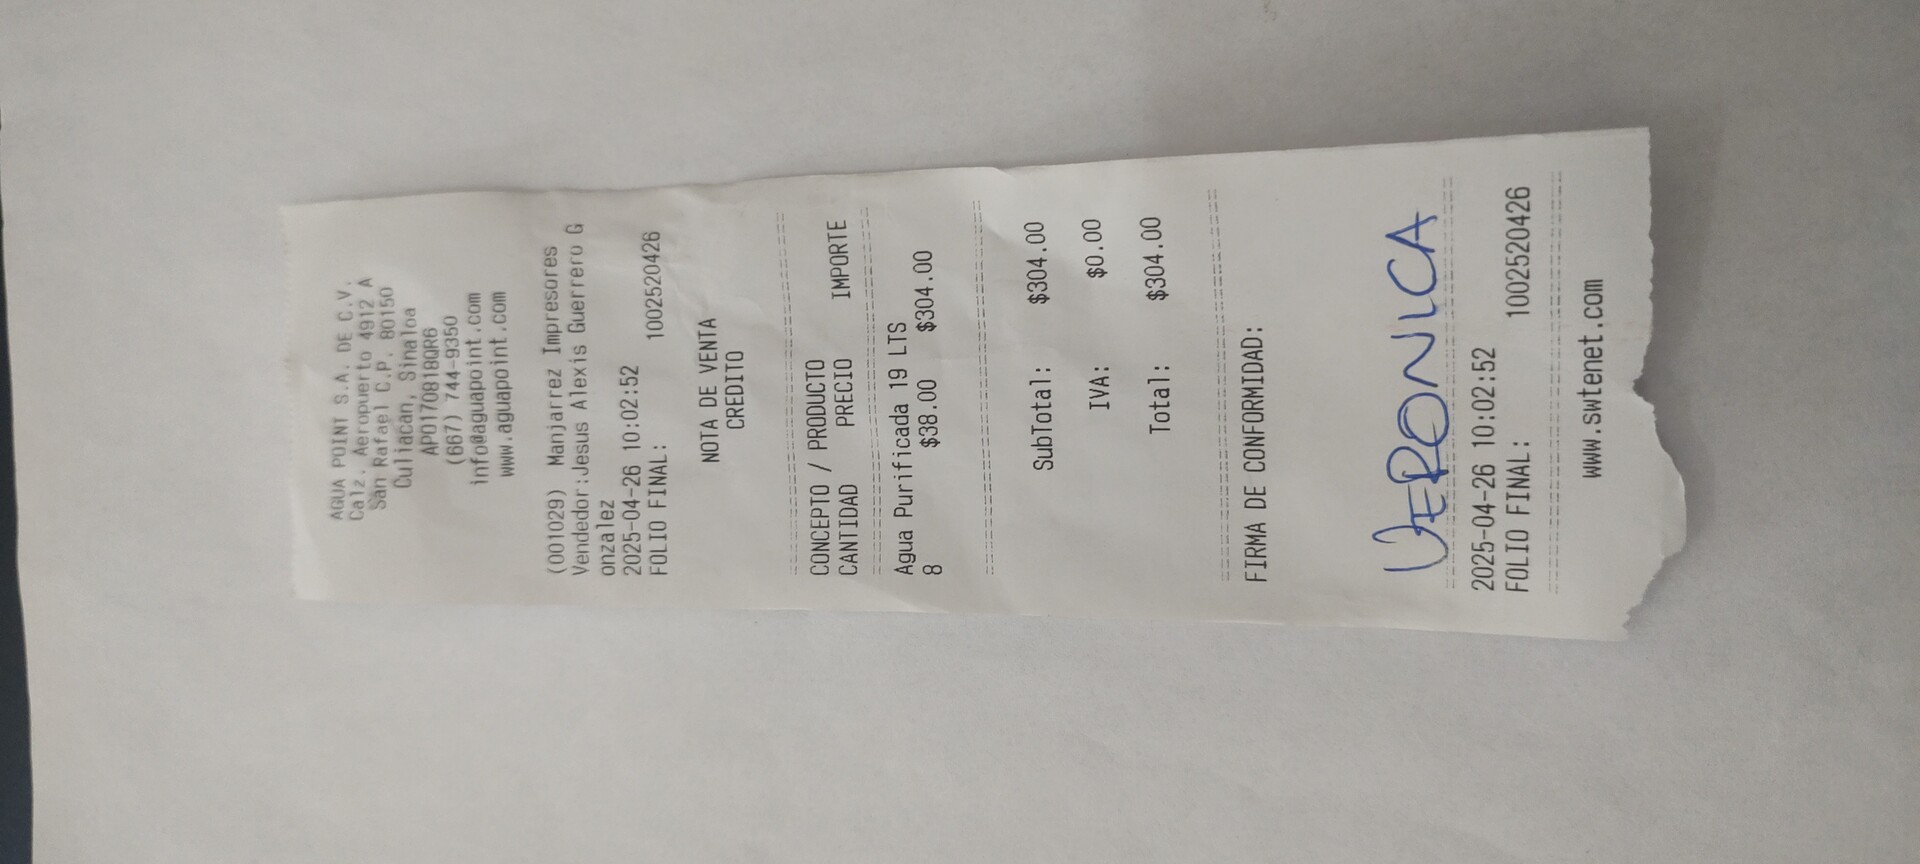 AGUA POINT S.A. DE C.V.
Calz. Aeropuerto 4912 A
San Rafael C.P. 80150
Culiacan, Sinaloa
APO170818QR6
(667) 744-9350
info@aguapoint.com
www.aguapoint.com
(001029) Manjarrez Impresores
Vendedor:Jesus Alexis Guerrero G
onzalez
2025-04-26 10:02:52
FOLIO FINAL: 1002520426
NOTA DE VENTA
CREDITO
CONCEPTO / PRODUCTO
CANTIDAD PRECIO IMPORTE
Agua Purificada 19 LTS
8 $38.00 $304.00
SubTotal: $304.00
IVA: $0.00
Total: $304.00
FIRMA DE CONFORMIDAD:
VERONICA
2025-04-26 10:02:52
FOLIO FINAL: 1002520426
www.swtenet.com